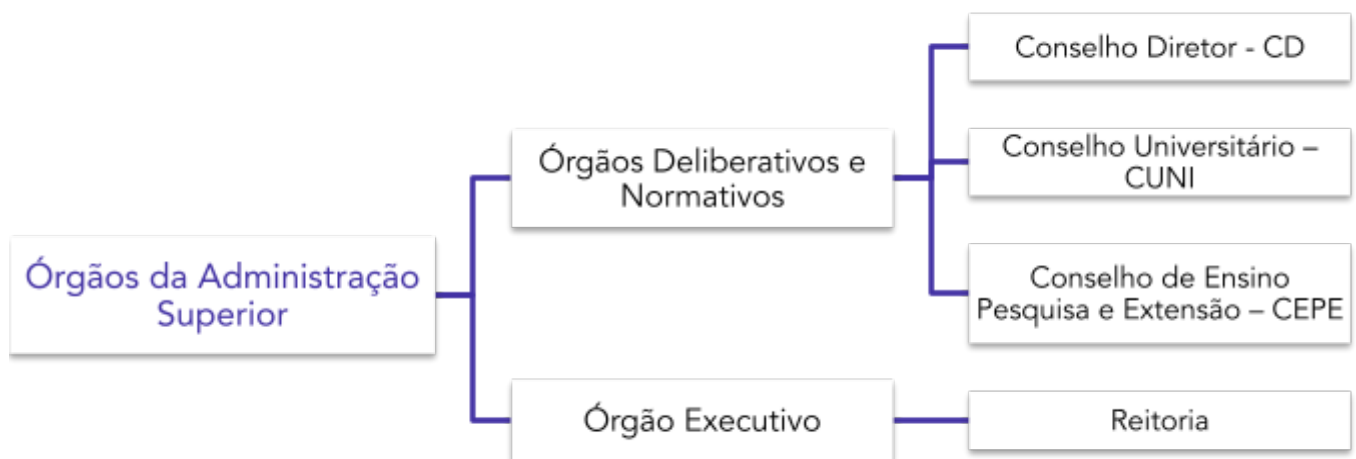 Órgãos da Administração
Superior
Órgãos Deliberativos e
Normativos
Conselho Diretor - CD
Conselho Universitário –
CUNI
Conselho de Ensino
Pesquisa e Extensão – CEPE
Órgão Executivo
Reitoria